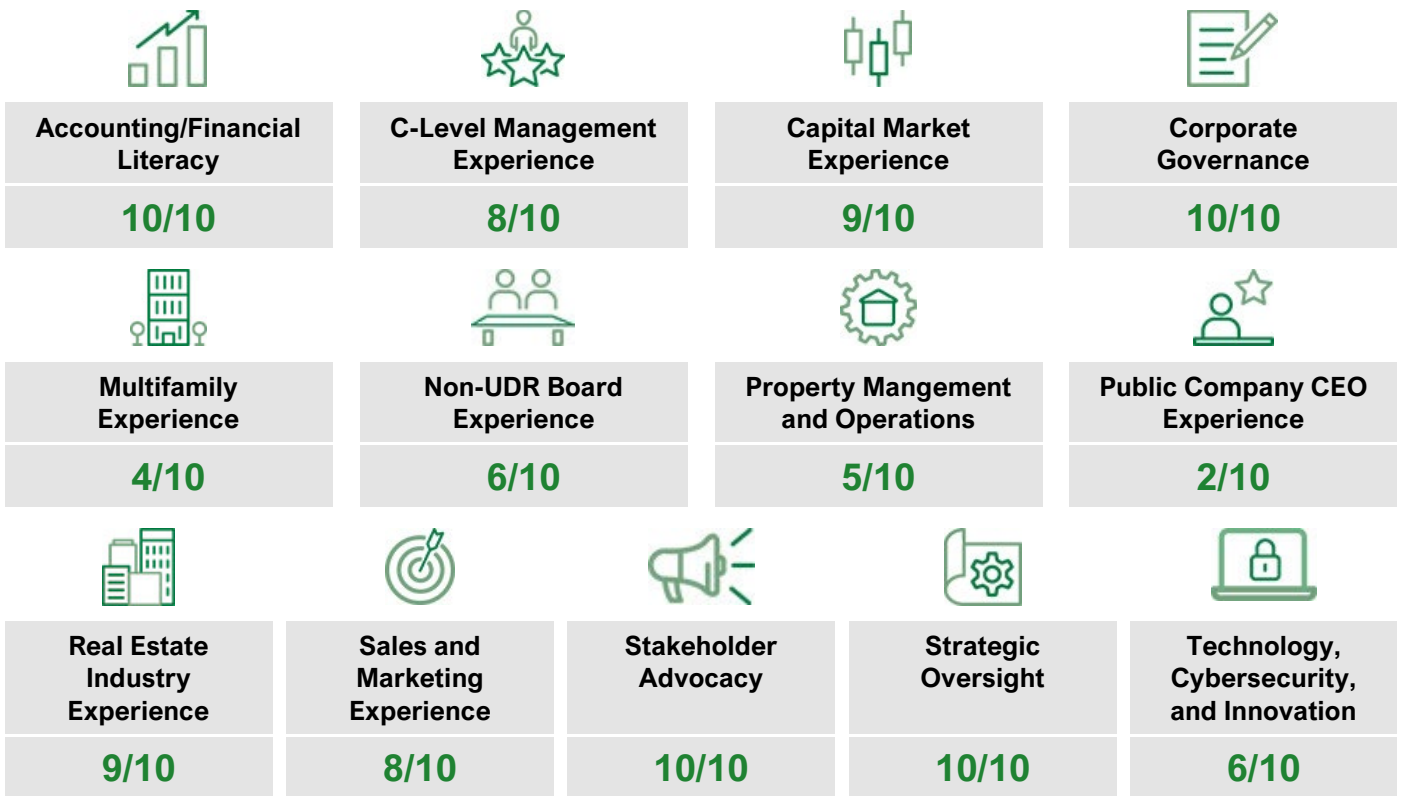 Accounting/Financial
Literacy
10/10
C-Level Management
Experience
8/10
Capital Market
Experience
9/10
Corporate
Governance
10/10
Multifamily
Experience
4/10
Non-UDR Board
Experience
6/10
Property Mangement
and Operations
5/10
Public Company CEO
Experience
2/10
Real Estate
Industry
Experience
9/10
Sales and
Marketing
Experience
8/10
Stakeholder
Advocacy
10/10
Strategic
Oversight
10/10
Technology,
Cybersecurity,
and Innovation
6/10